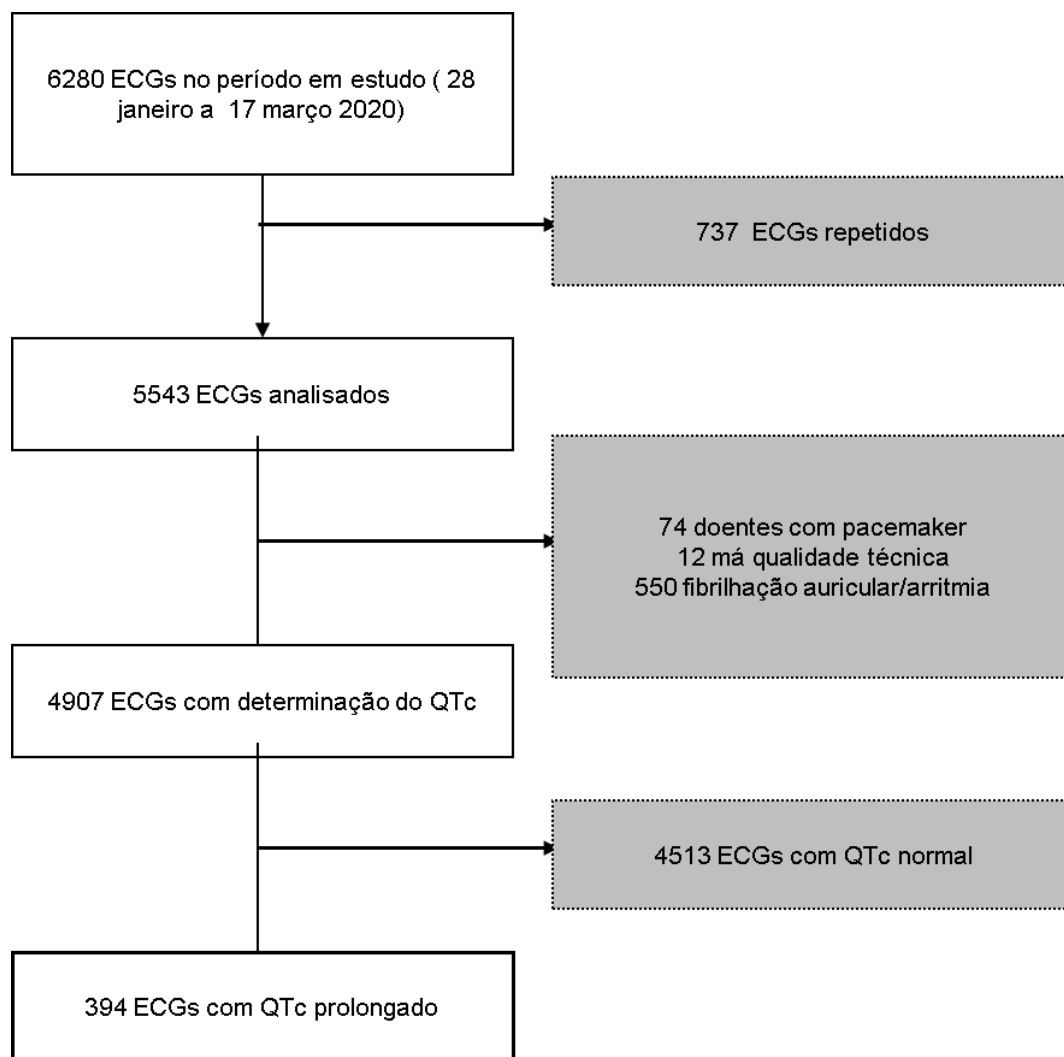 6280 ECGs no período em estudo ( 28
janeiro a 17 março 2020)
737 ECGs repetidos
5543 ECGs analisados
74 doentes com pacemaker
12 má qualidade técnica
550 fibrilhação auricular/arritmia
4907 ECGs com determinação do QTc
4513 ECGs com QTc normal
394 ECGs com QTc prolongado